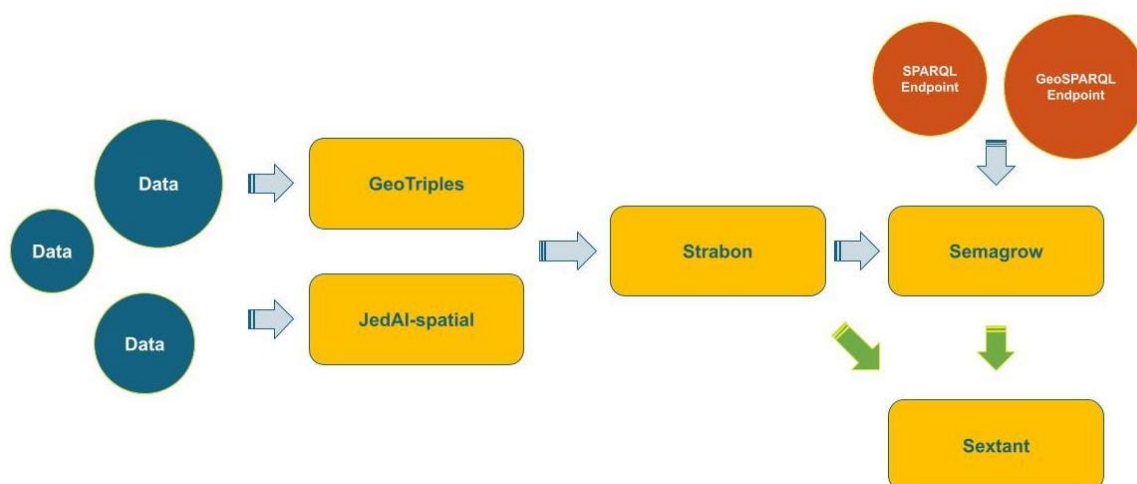 SPARQL
Endpoint
GeoSPARQL
Endpoint
Data
GeoTriples
Data
Strabon
Semagrow
JedAI-spatial
Data
Sextant